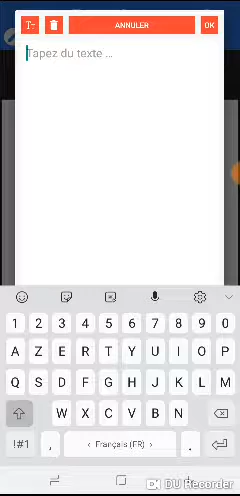 TT ANNULER OK
Tapez du texte ...
1 2 3 4 5 6 7 8 9 0
A Z E R T Y U I O P
Q S D F G H J K L M
W X C V B N
!#1 , < Français (FR) > .
DU Recorder